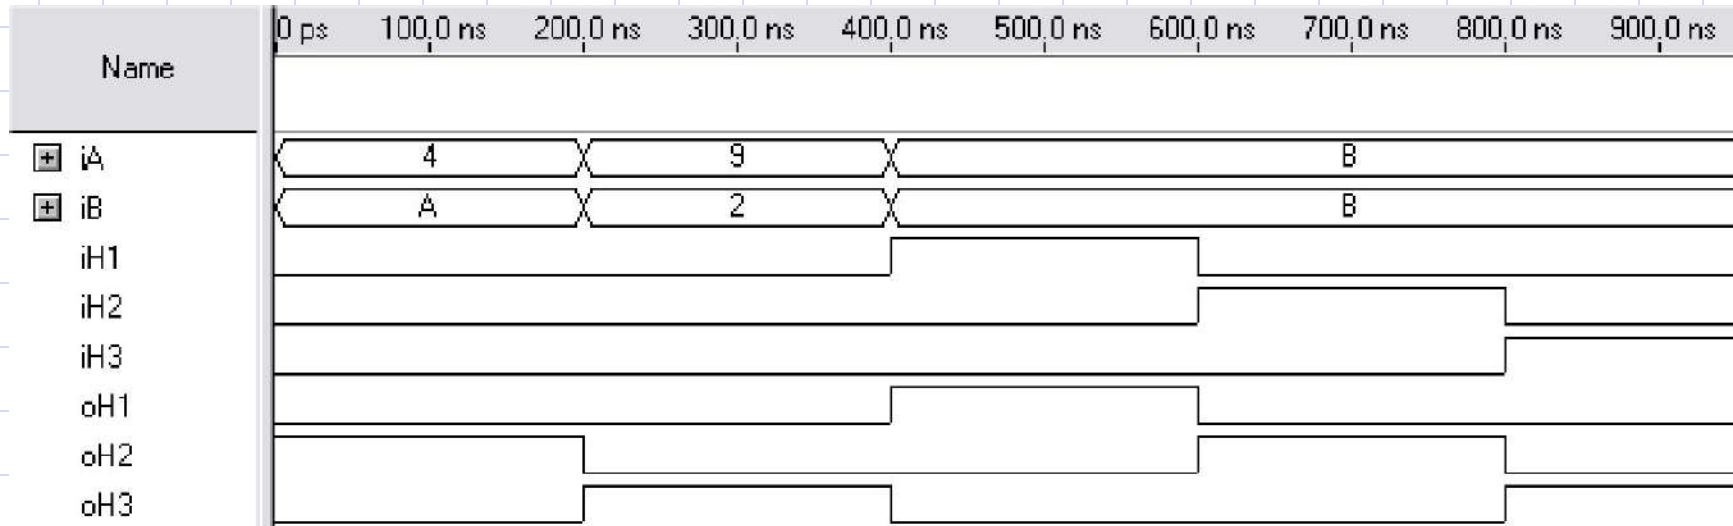 0 ps 100.0 ns 200.0 ns 300.0 ns 400.0 ns 500.0 ns 600.0 ns 700.0 ns 800.0 ns 900.0 ns
Name
iA 4 9 B
iB A 2 B
iH1
iH2
iH3
oH1
oH2
oH3